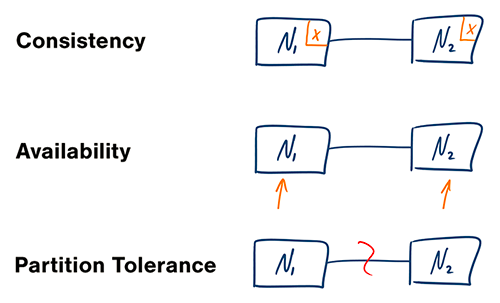 Consistency
N₁ x
N₂ x
Availability
N₁
N₂
Partition Tolerance
N₁
N₂